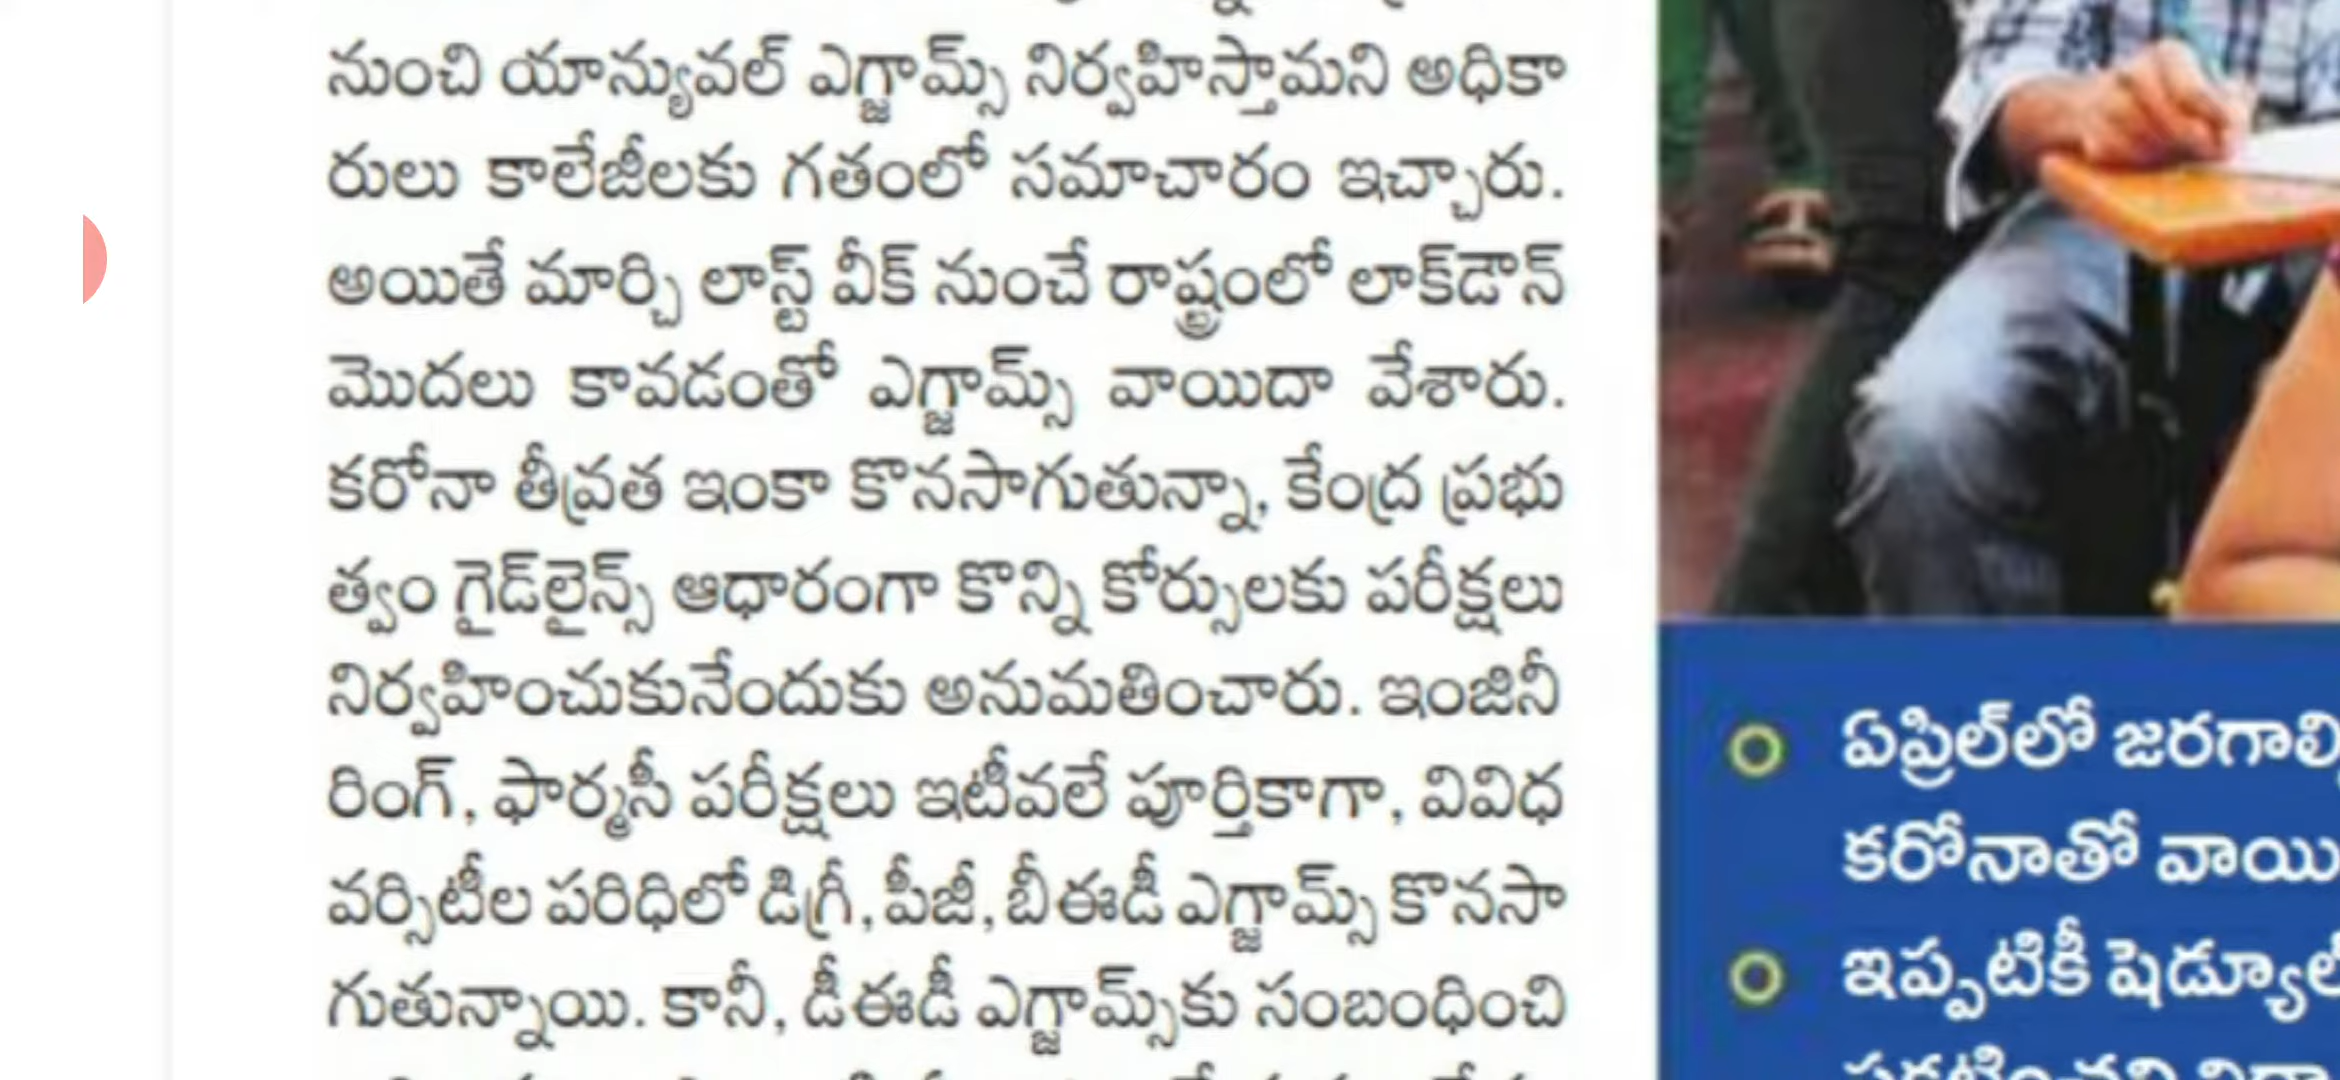 నుంచి యాన్యువల్ ఎగ్జామ్స్ నిర్వహిస్తామని అధికా
రులు కాలేజీలకు గతంలో సమాచారం ఇచ్చారు.
అయితే మార్చి లాస్ట్ వీక్ నుంచే రాష్ట్రంలో లాక్‌డౌన్
మొదలు కావడంతో ఎగ్జామ్స్ వాయిదా వేశారు.
కరోనా తీవ్రత ఇంకా కొనసాగుతున్నా, కేంద్ర ప్రభు
త్వం గైడ్‌లైన్స్ ఆధారంగా కొన్ని కోర్సులకు పరీక్షలు
నిర్వహించుకునేందుకు అనుమతించారు. ఇంజినీ
రింగ్, ఫార్మసీ పరీక్షలు ఇటీవలే పూర్తికాగా, వివిధ
వర్సిటీల పరిధిలో డిగ్రీ, పీజీ, బీఈడీ ఎగ్జామ్స్ కొనసా
గుతున్నాయి. కానీ, డీఈడీ ఎగ్జామ్స్‌కు సంబంధించి
ఏప్రిల్‌లో
కరోనాతో
ఇప్పటికీ